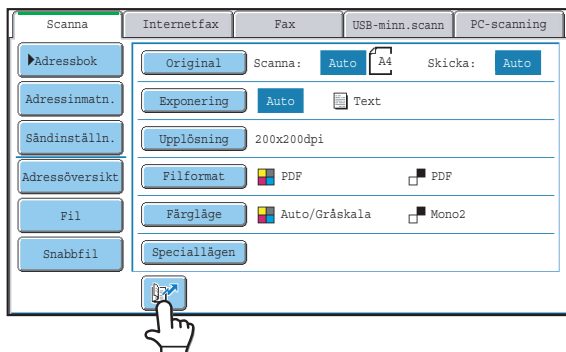 Scanna Internetfax Fax USB-minn.scann PC-scanning
Adressbok Original Scanna: Auto A4 Skicka: Auto
Adressinmatn. Exponering Auto Text
Sändinställn. Upplösning 200x200dpi
Adressöversikt Filformat PDF PDF
Fil Färgläge Auto/Gråskala Mono2
Snabbfil Speciallägen